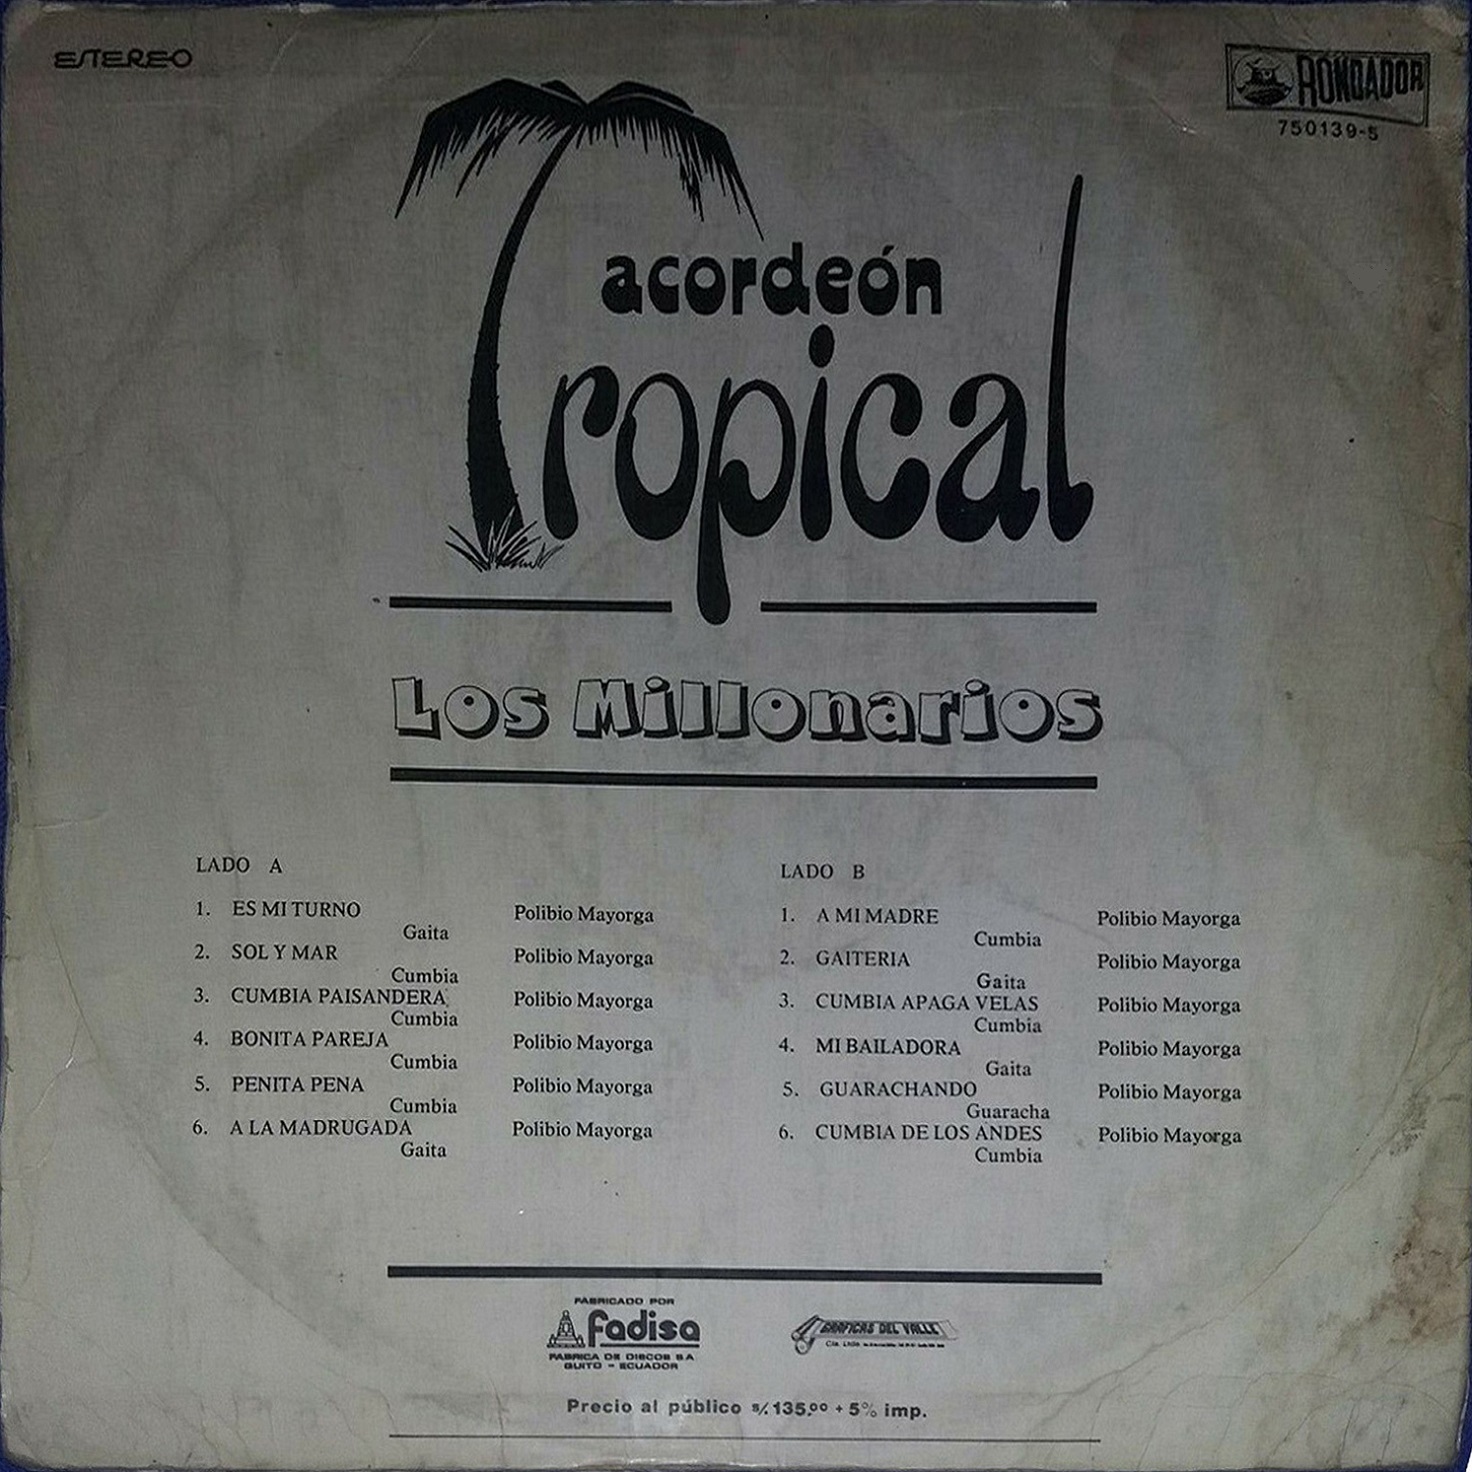 ESTEREO
RONDADOR
750139-5
acordeón
Tropical
Los Millonarios
LADO A
1. ES MI TURNO Polibio Mayorga
Gaita
2. SOL Y MAR Polibio Mayorga
Cumbia
3. CUMBIA PAISANDERA Polibio Mayorga
Cumbia
4. BONITA PAREJA Polibio Mayorga
Cumbia
5. PENITA PENA Polibio Mayorga
Cumbia
6. A LA MADRUGADA Polibio Mayorga
Gaita
LADO B
1. A MI MADRE Polibio Mayorga
Cumbia
2. GAITERIA Polibio Mayorga
Gaita
3. CUMBIA APAGA VELAS Polibio Mayorga
Cumbia
4. MI BAILADORA Polibio Mayorga
Gaita
5. GUARACHANDO Polibio Mayorga
Guaracha
6. CUMBIA DE LOS ANDES Polibio Mayorga
Cumbia
FABRICADO POR
fadisa
FABRICA DE DISCOS S.A
QUITO - ECUADOR
GRAFICAS DEL VALLE
Cia. Ltda.
Precio al público s/. 135,00 + 5% imp.